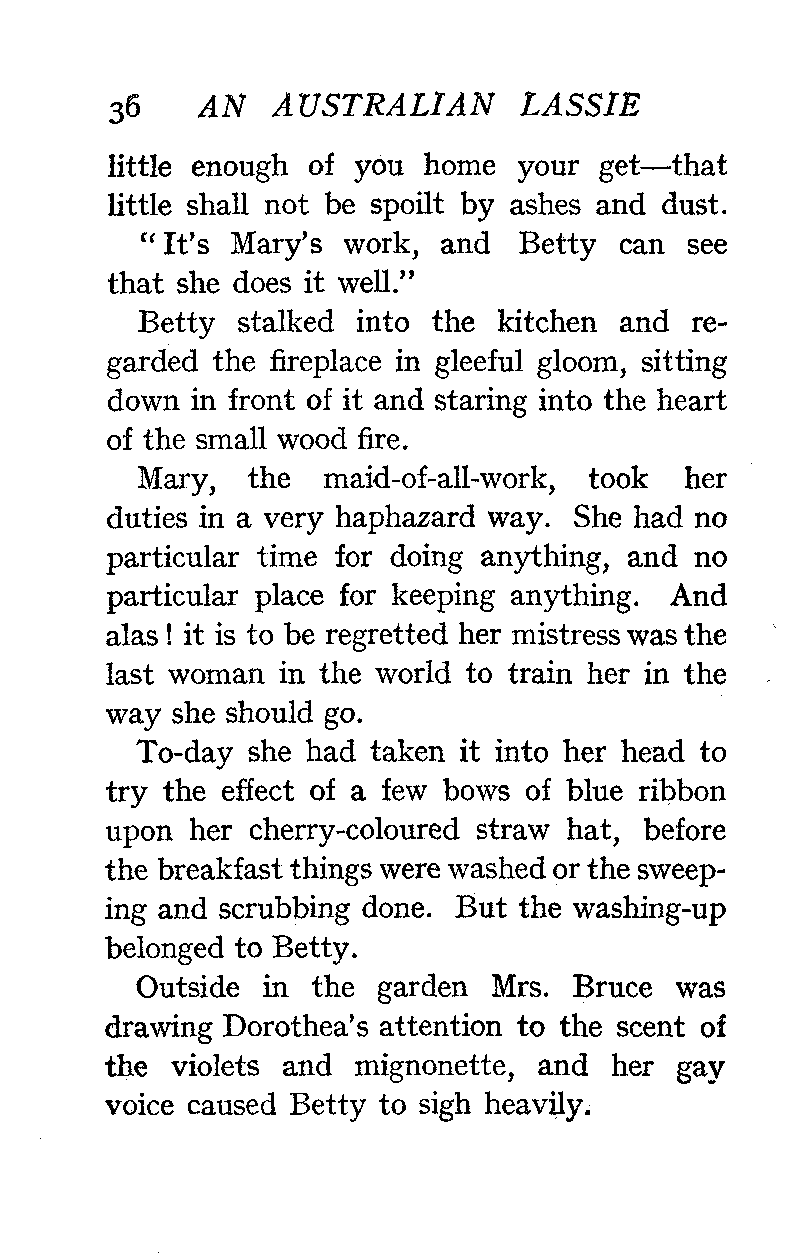 36 AN AUSTRALIAN LASSIE
little enough of you home your get—that
little shall not be spoilt by ashes and dust.
“It's Mary's work, and Betty can see
that she does it well.”
Betty stalked into the kitchen and re-
garded the fireplace in gleeful gloom, sitting
down in front of it and staring into the heart
of the small wood fire.
Mary, the maid-of-all-work, took her
duties in a very haphazard way. She had no
particular time for doing anything, and no
particular place for keeping anything. And
alas! it is to be regretted her mistress was the
last woman in the world to train her in the
way she should go.
To-day she had taken it into her head to
try the effect of a few bows of blue ribbon
upon her cherry-coloured straw hat, before
the breakfast things were washed or the sweep-
ing and scrubbing done. But the washing-up
belonged to Betty.
Outside in the garden Mrs. Bruce was
drawing Dorothea's attention to the scent of
the violets and mignonette, and her gay
voice caused Betty to sigh heavily.